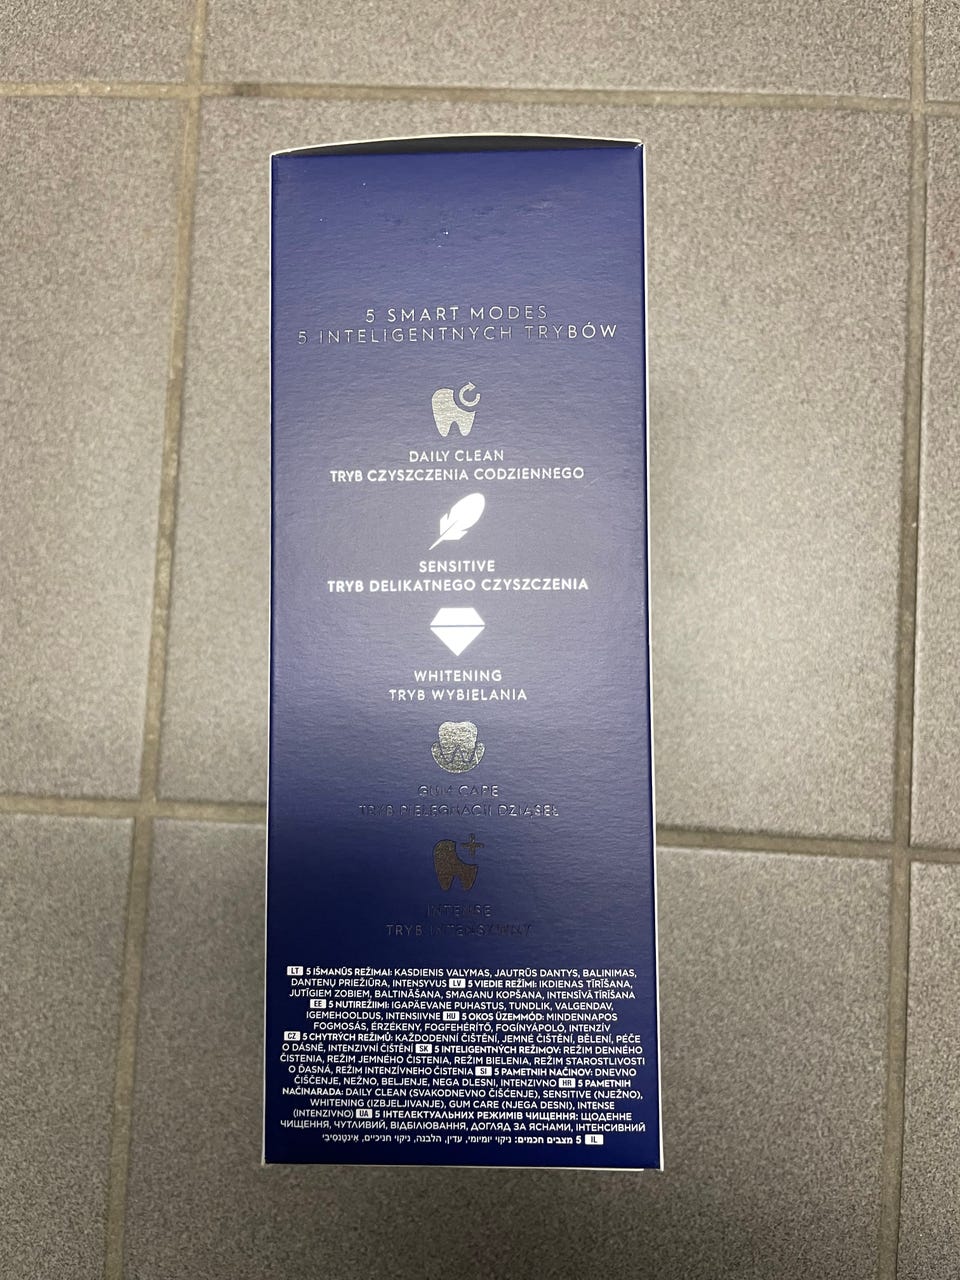 5 SMART MODES
5 INTELIGENTNYCH TRYBÓW
DAILY CLEAN
TRYB CZYSZCZENIA CODZIENNEGO
SENSITIVE
TRYB DELIKATNEGO CZYSZCZENIA
WHITENING
TRYB WYBIELANIA
GUM CARE
TRYB PIELĘGNACJI DZIĄSEŁ
INTENSE
TRYB INTENSYWNY
LT 5 IŠMANŪS REŽIMAI: KASDIENIS VALYMAS, JAUTRŪS DANTYS, BALINIMAS,
DANTENŲ PRIEŽIŪRA, INTENSYVUS LV 5 VIEDIE REŽĪMI: IKDIENAS TĪRĪŠANA,
JUTĪGIEM ZOBIEM, BALTINĀŠANA, SMAGANU KOPŠANA, INTENSĪVĀ TĪRĪŠANA
EE 5 NUTIREŽIIMI: IGAPÄEVANE PUHASTUS, TUNDLIK, VALGENDAV,
IGEMEHOOLDUS, INTENSIIVNE HU 5 OKOS ÜZEMMÓD: MINDENNAPOS
FOGMOSÁS, ÉRZÉKENY, FOGFEHÉRÍTŐ, FOGÍNYÁPOLÓ, INTENZÍV
CZ 5 CHYTRÝCH REŽIMŮ: KAŽDODENNÍ ČIŠTĚNÍ, JEMNÉ ČIŠTĚNÍ, BĚLENÍ, PÉČE
O DÁSNĚ, INTENZIVNÍ ČIŠTĚNÍ SK 5 INTELIGENTNÝCH REŽIMOV: REŽIM DENNÉHO
ČISTENIA, REŽIM JEMNÉHO ČISTENIA, REŽIM BIELENIA, REŽIM STAROSTLIVOSTI
O ĎASNÁ, REŽIM INTENZÍVNEHO ČISTENIA SI 5 PAMETNIH NAČINOV: DNEVNO
ČIŠČENJE, NEŽNO, BELJENJE, NEGA DLESNI, INTENZIVNO HR 5 PAMETNIH
NAČINARADA: DAILY CLEAN (SVAKODNEVNO ČIŠĆENJE), SENSITIVE (NJEŽNO),
WHITENING (IZBJELJIVANJE), GUM CARE (NJEGA DESNI), INTENSE
(INTENZIVNO) UA 5 ІНТЕЛЕКТУАЛЬНИХ РЕЖИМІВ ЧИЩЕННЯ: ЩОДЕННЕ
ЧИЩЕННЯ, ЧУТЛИВИЙ, ВІДБІЛЮВАННЯ, ДОГЛЯД ЗА ЯСНАМИ, ІНТЕНСИВНИЙ
IL 5 מצבים חכמים: ניקוי יומיומי, עדין, הלבנה, ניקוי חניכיים, אינטנסיבי